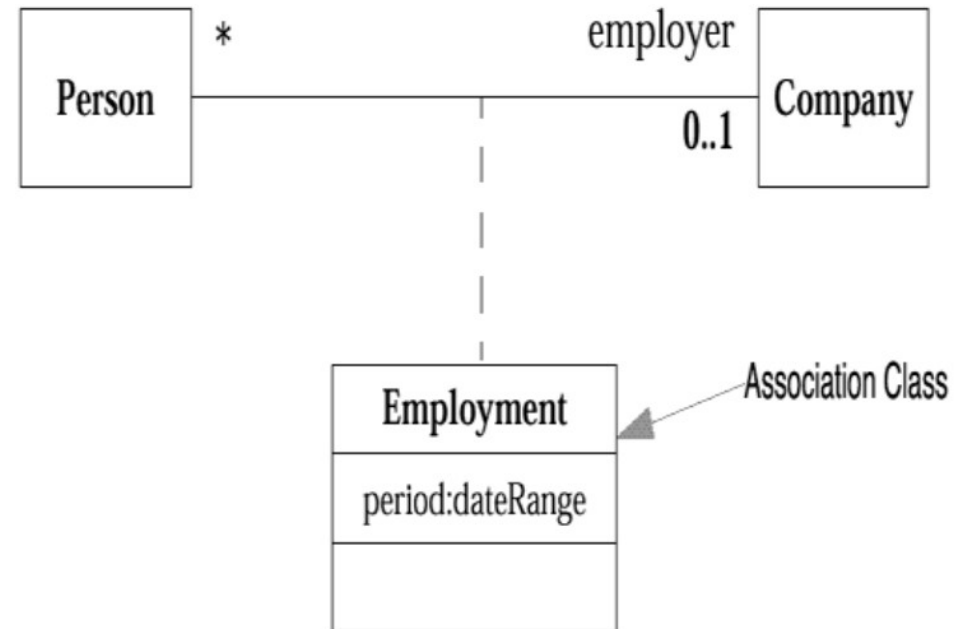 *
employer
Person
Company
0..1
Association Class
Employment
period:dateRange